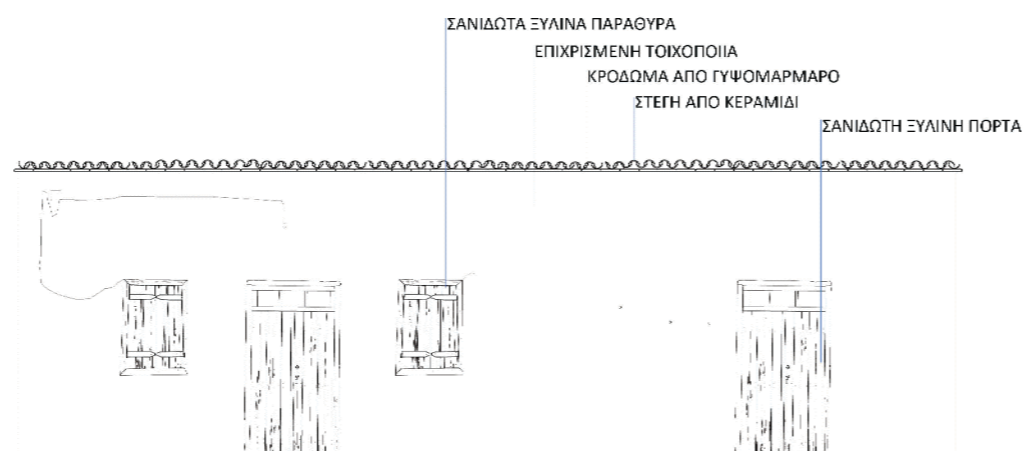 ΣΑΝΙΔΩΤΑ ΞΥΛΙΝΑ ΠΑΡΑΘΥΡΑ
ΕΠΙΧΡΙΣΜΕΝΗ ΤΟΙΧΟΠΟΙΙΑ
ΚΡΟΔΩΜΑ ΑΠΟ ΓΥΨΟΜΑΡΜΑΡΟ
ΣΤΕΓΗ ΑΠΟ ΚΕΡΑΜΙΔΙ
ΣΑΝΙΔΩΤΗ ΞΥΛΙΝΗ ΠΟΡΤΑ